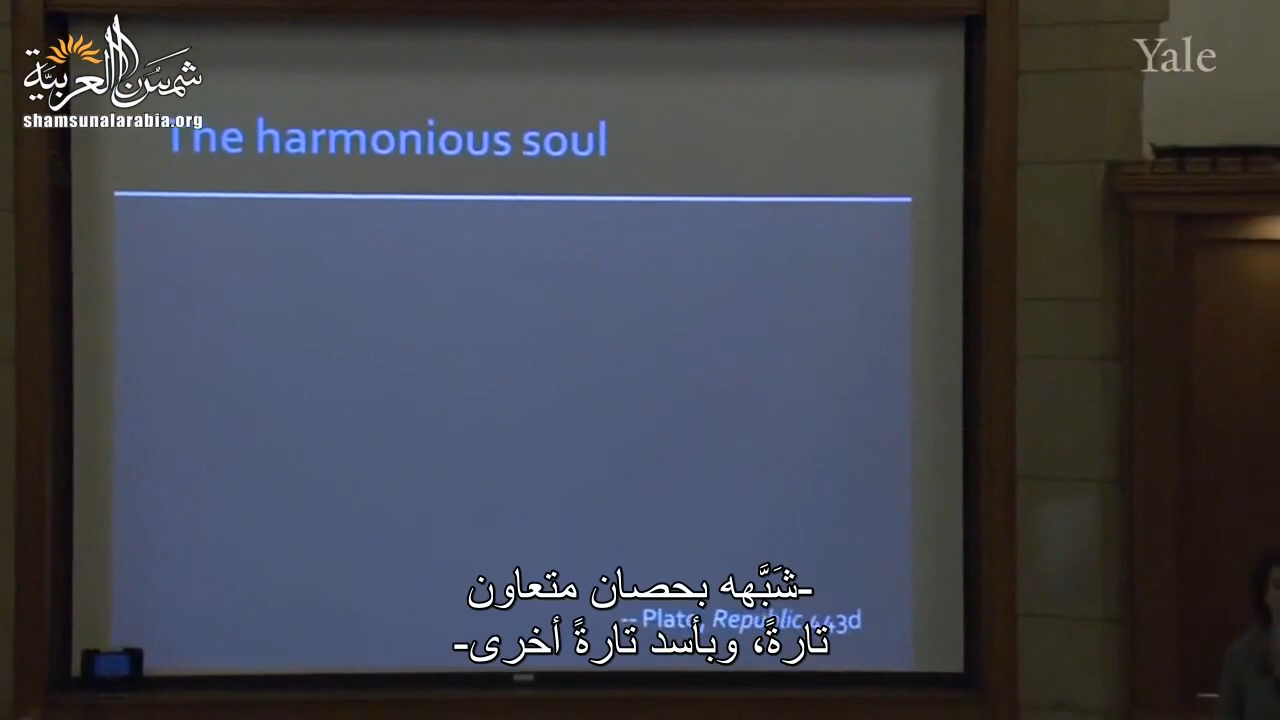 شمس العربية
shamsunalarabia.org
Yale
The harmonious soul
-- Plato, Republic 443d
-شَبَّهه بحصان متعاون
تارةً، وبأسد تارةً أخرى-